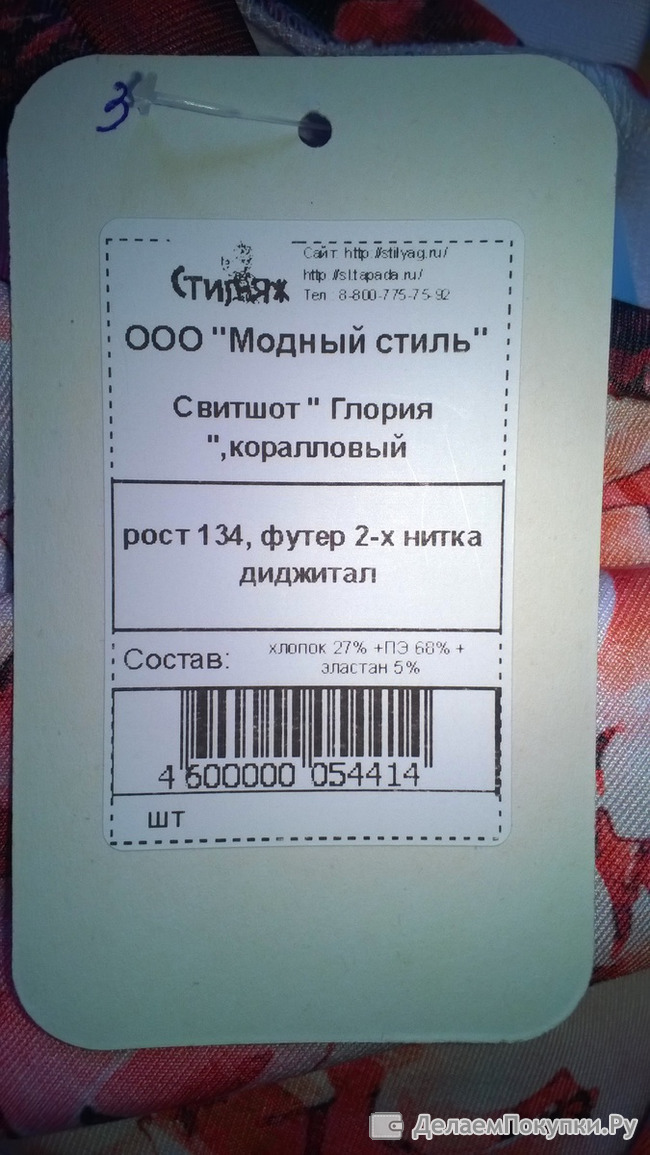 3
Стиляж
Сайт: http://stilyag.ru/
http://sl.tapada.ru/
Тел.: 8-800-775-75-92
ООО "Модный стиль"
Свитшот " Глория
",коралловый
рост 134, футер 2-х нитка
диджитал
Состав: хлопок 27% +ПЭ 68% +
эластан 5%
4 600000 054414
шт
ДелаемПокупки.Ру